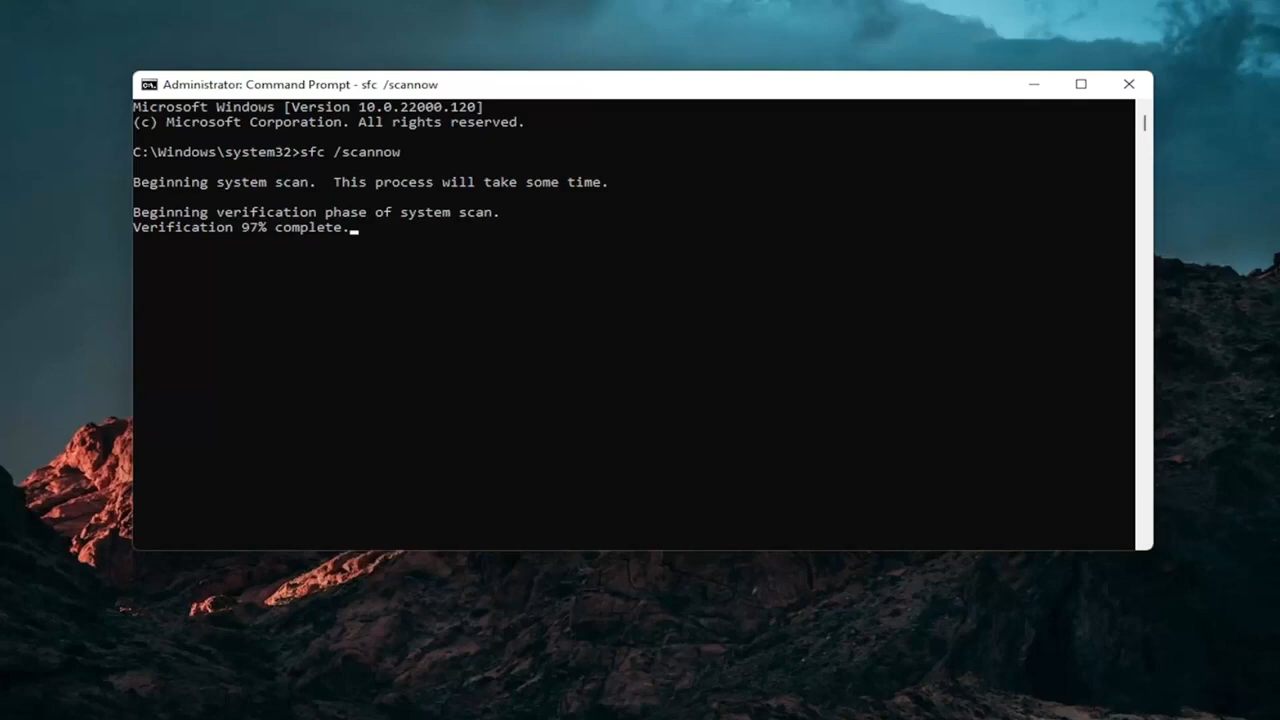 Administrator: Command Prompt - sfc  /scannow
Microsoft Windows [Version 10.0.22000.120]
(c) Microsoft Corporation. All rights reserved.
C:\Windows\system32>sfc /scannow
Beginning system scan.  This process will take some time.
Beginning verification phase of system scan.
Verification 97% complete.